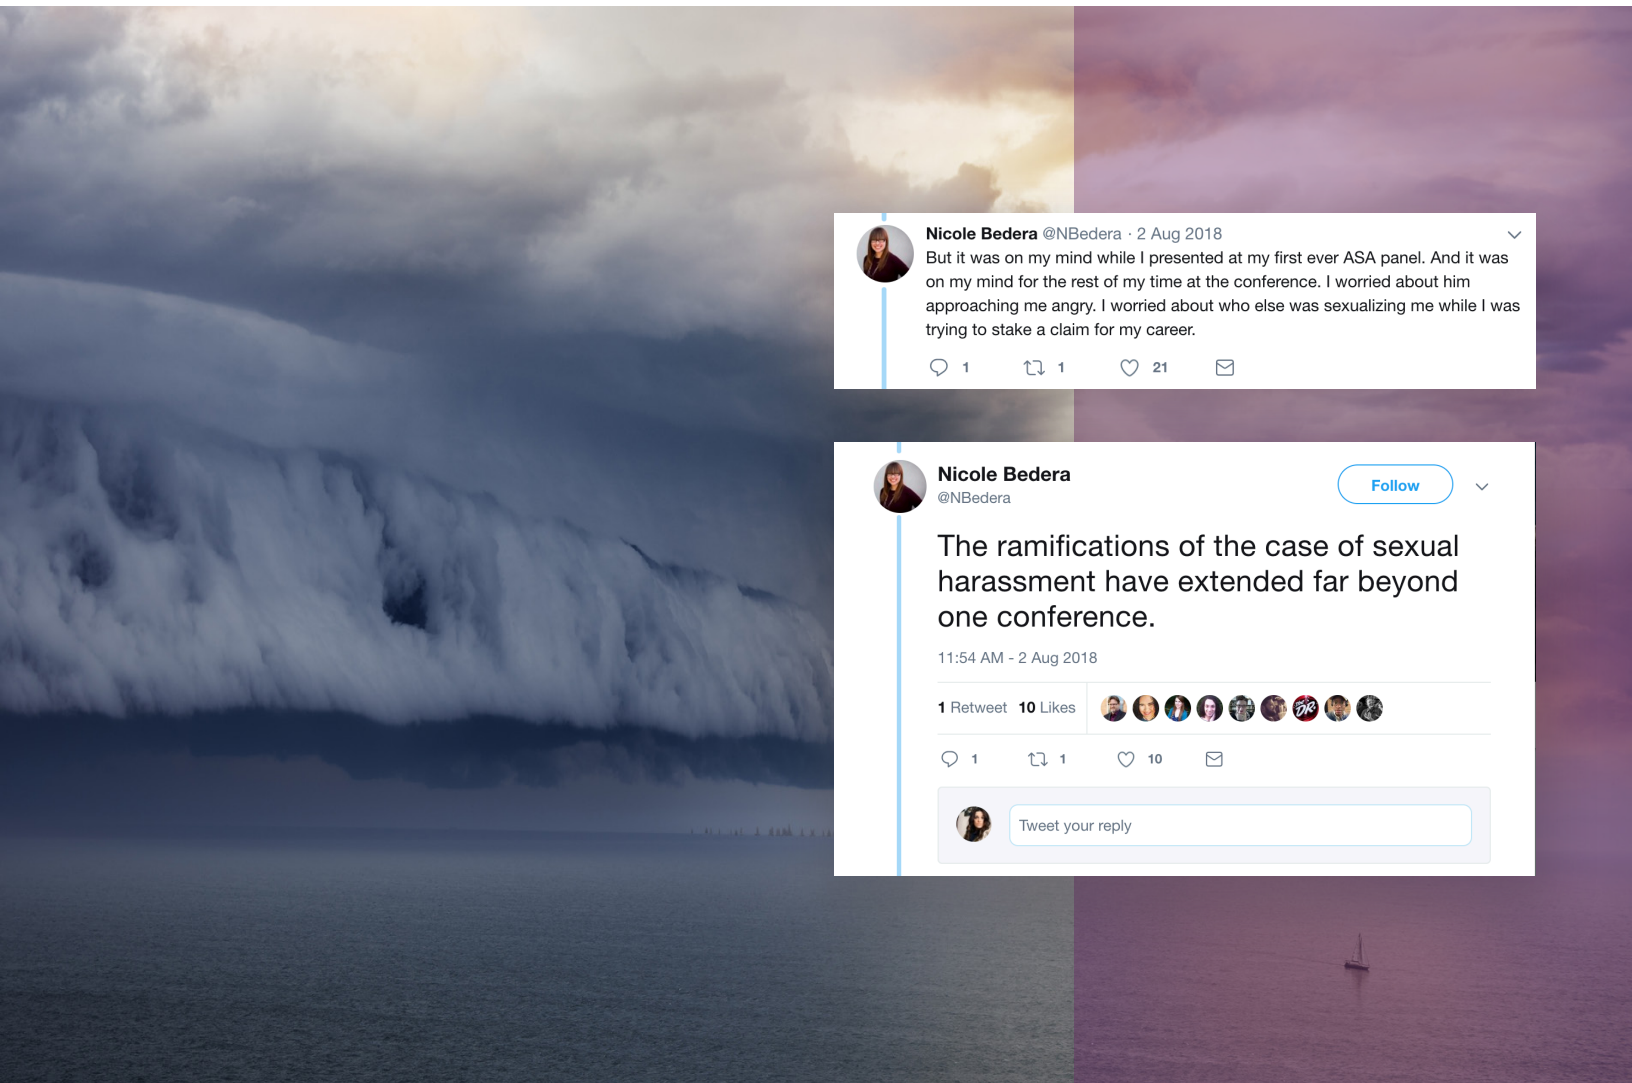 Nicole Bedera @NBedera · 2 Aug 2018
But it was on my mind while I presented at my first ever ASA panel. And it was
on my mind for the rest of my time at the conference. I worried about him
approaching me angry. I worried about who else was sexualizing me while I was
trying to stake a claim for my career.
1 1 21
Nicole Bedera
@NBedera
Follow
The ramifications of the case of sexual
harassment have extended far beyond
one conference.
11:54 AM - 2 Aug 2018
1 Retweet 10 Likes
DR
1 1 10
Tweet your reply